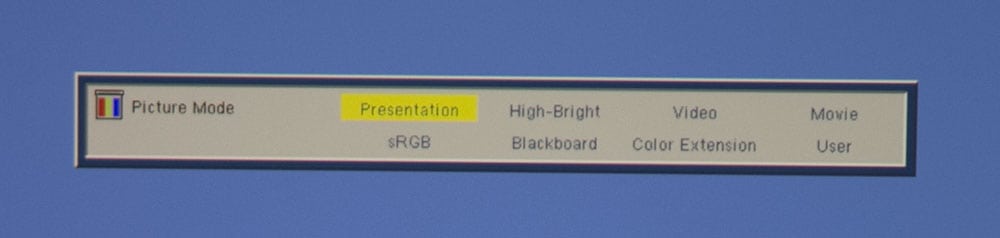 Picture Mode Presentation High-Bright Video Movie
sRGB Blackboard Color Extension User